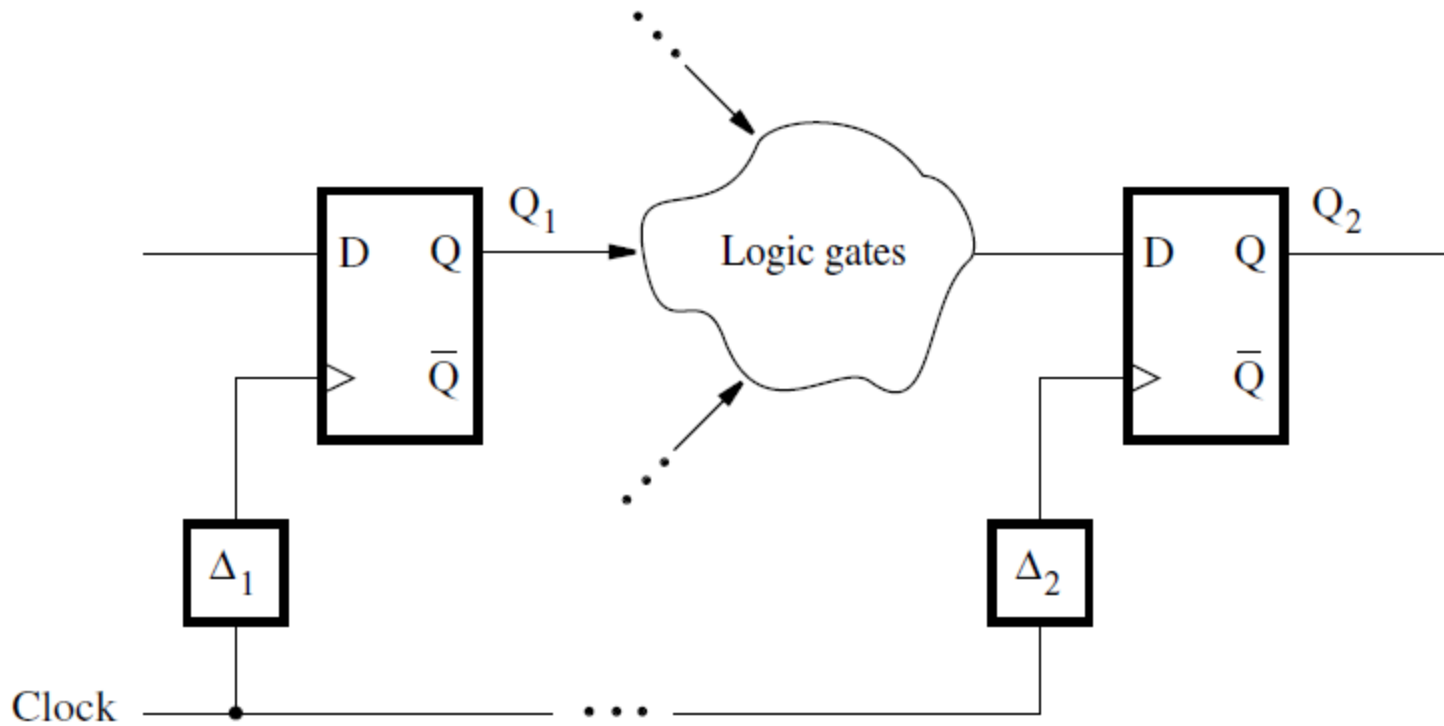 Q₁
Q₂
D Q
Logic gates
D Q
Q̅
Q̅
Δ₁
Δ₂
Clock